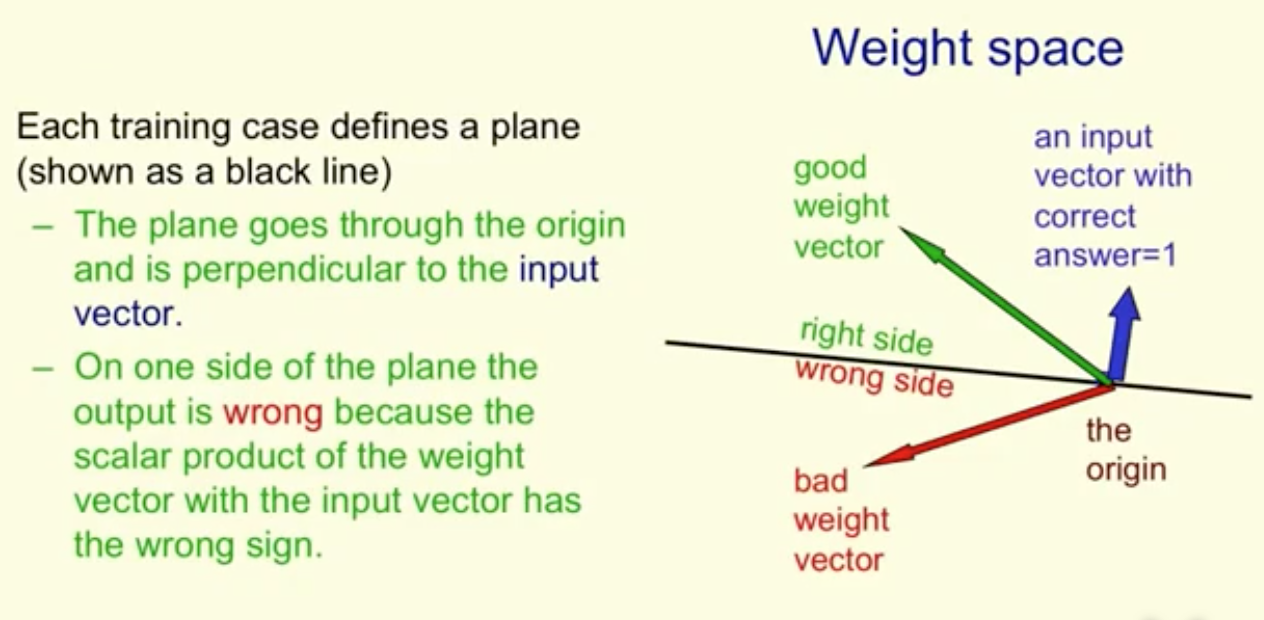 Weight space
Each training case defines a plane
(shown as a black line)
– The plane goes through the origin
and is perpendicular to the input
vector.
– On one side of the plane the
output is wrong because the
scalar product of the weight
vector with the input vector has
the wrong sign.
an input
vector with
correct
answer=1
good
weight
vector
right side
wrong side
the
origin
bad
weight
vector